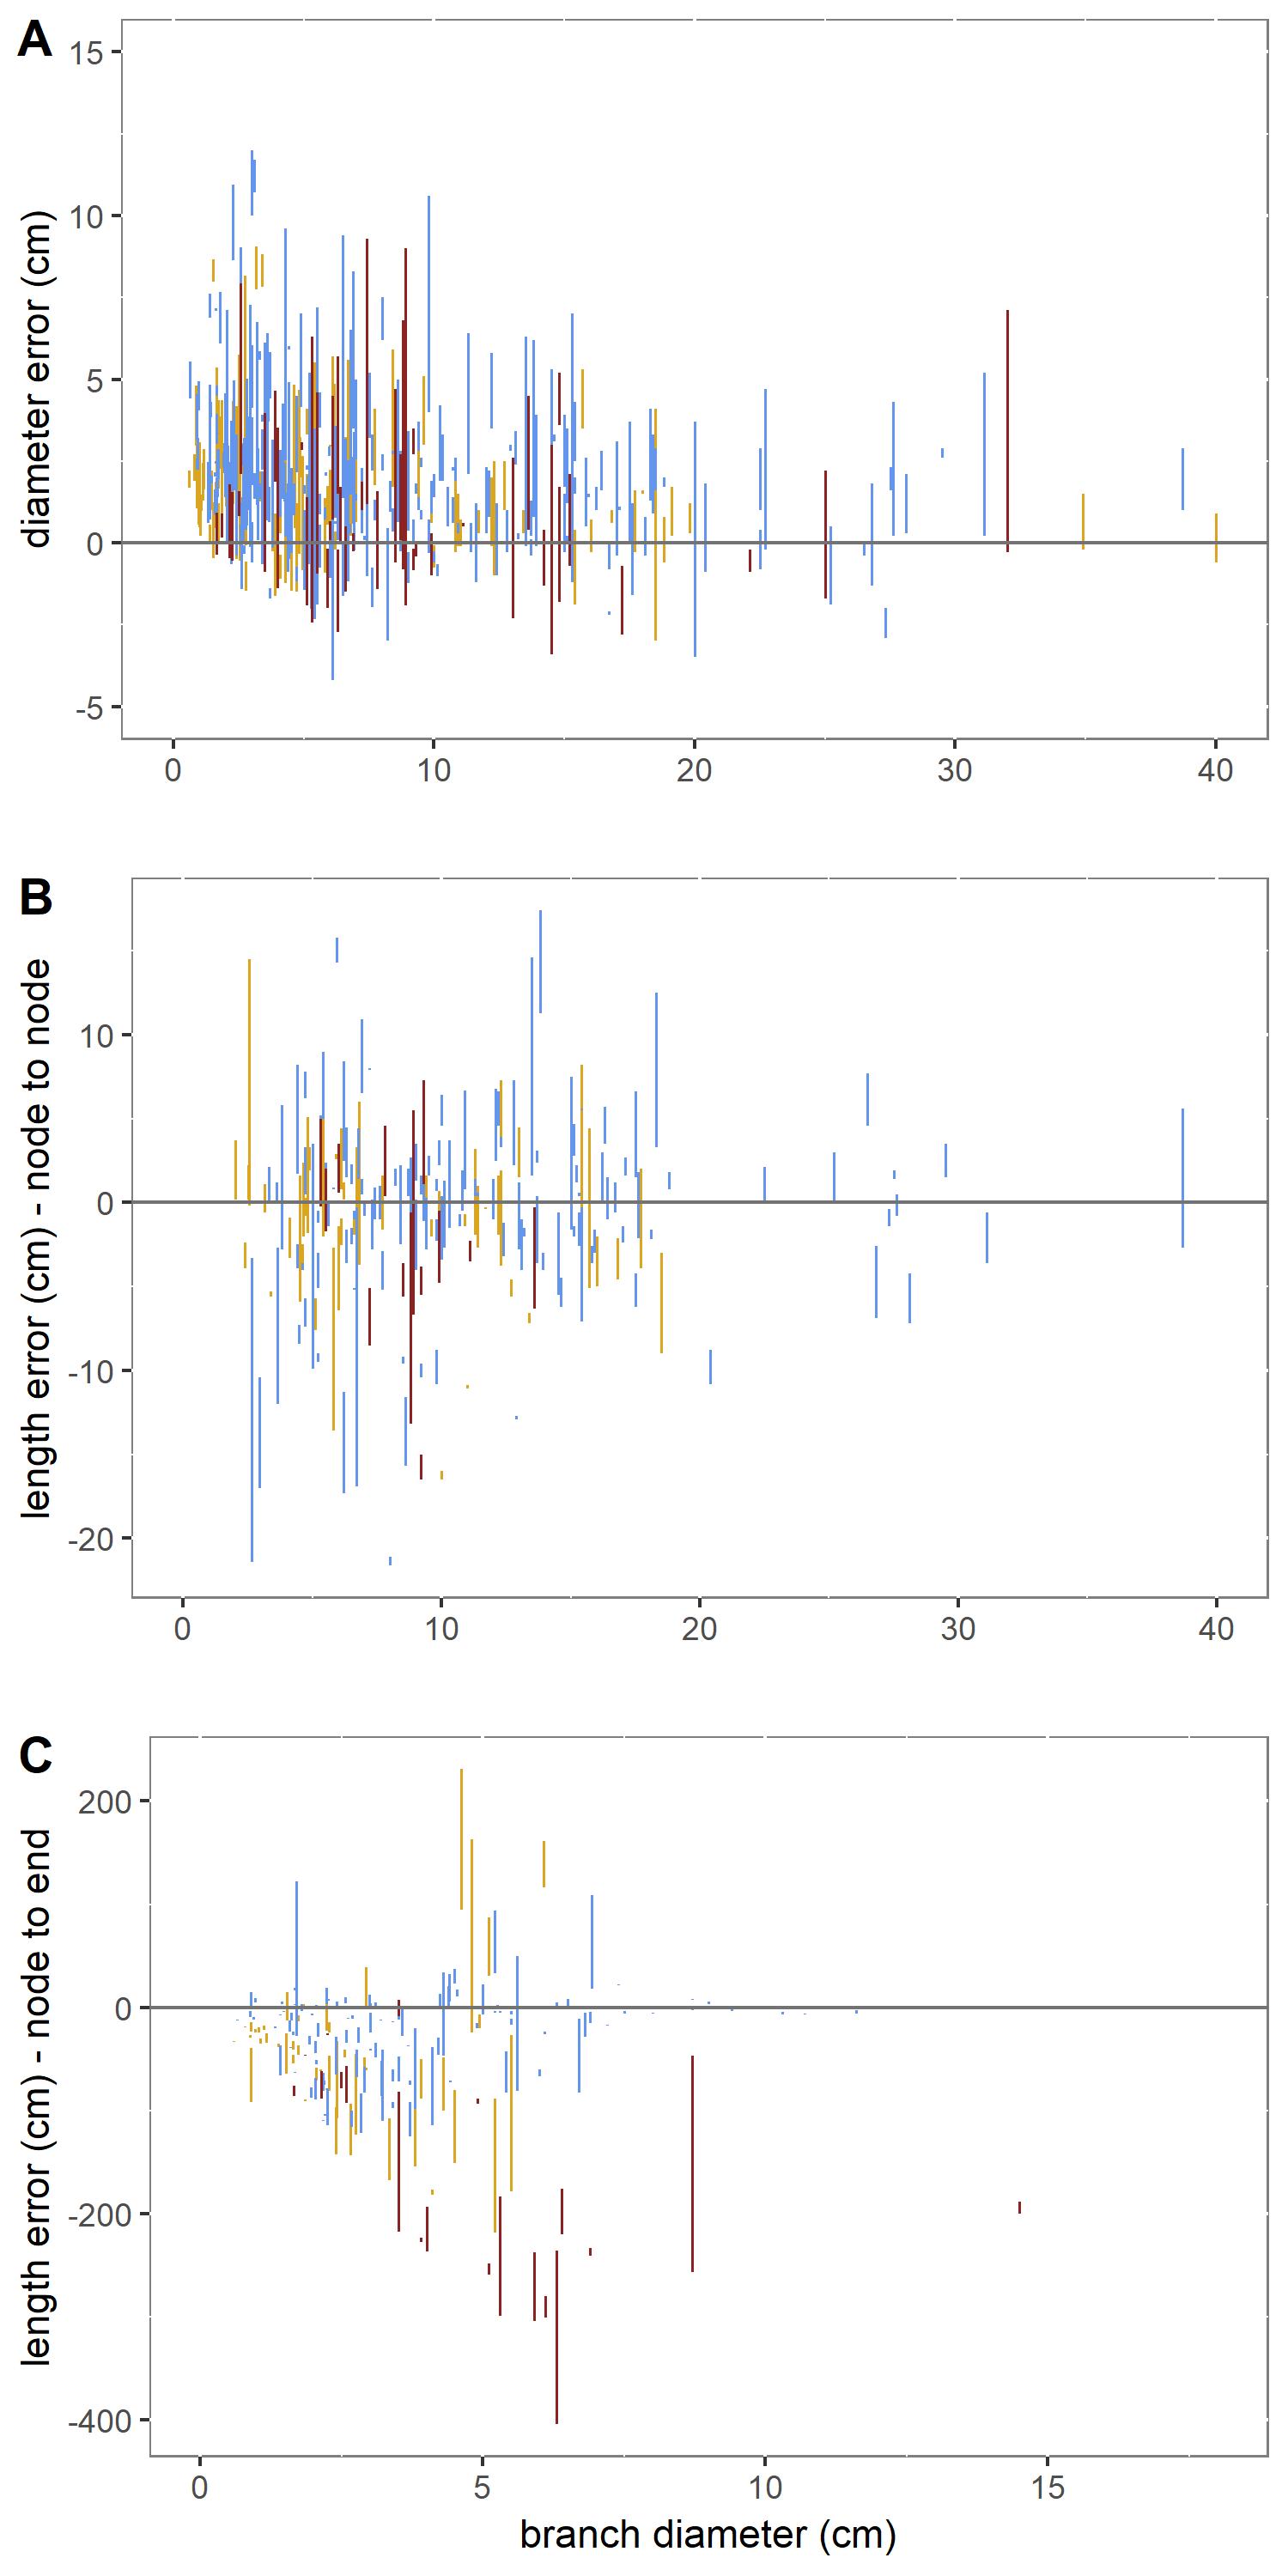 A
diameter error (cm)
15
10
5
0
-5
0 10 20 30 40
B
length error (cm) - node to node
10
0
-10
-20
0 10 20 30 40
C
length error (cm) - node to end
200
0
-200
-400
0 5 10 15
branch diameter (cm)